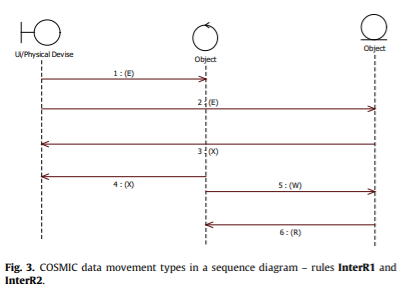 UI/Physical Devise
Object
Object
1 : (E)
2 : (E)
3 : (X)
4 : (X)
5 : (W)
6 : (R)
Fig. 3. COSMIC data movement types in a sequence diagram – rules InterR1 and
InterR2.